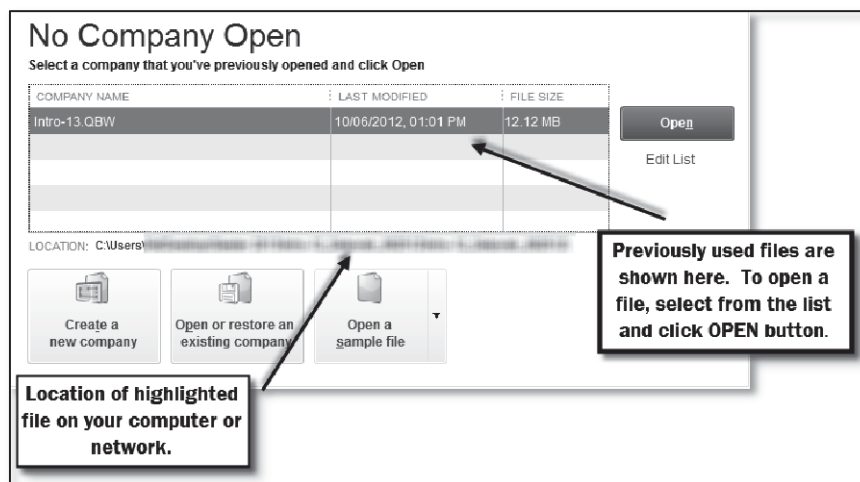 No Company Open
Select a company that you've previously opened and click Open
COMPANY NAME LAST MODIFIED FILE SIZE
Intro-13.QBW 10/06/2012, 01:01 PM 12.12 MB
Open
Edit List
LOCATION: C:\Users\
Previously used files are
shown here. To open a
file, select from the list
and click OPEN button.
Create a
new company
Open or restore an
existing company
Open a
sample file
Location of highlighted
file on your computer or
network.